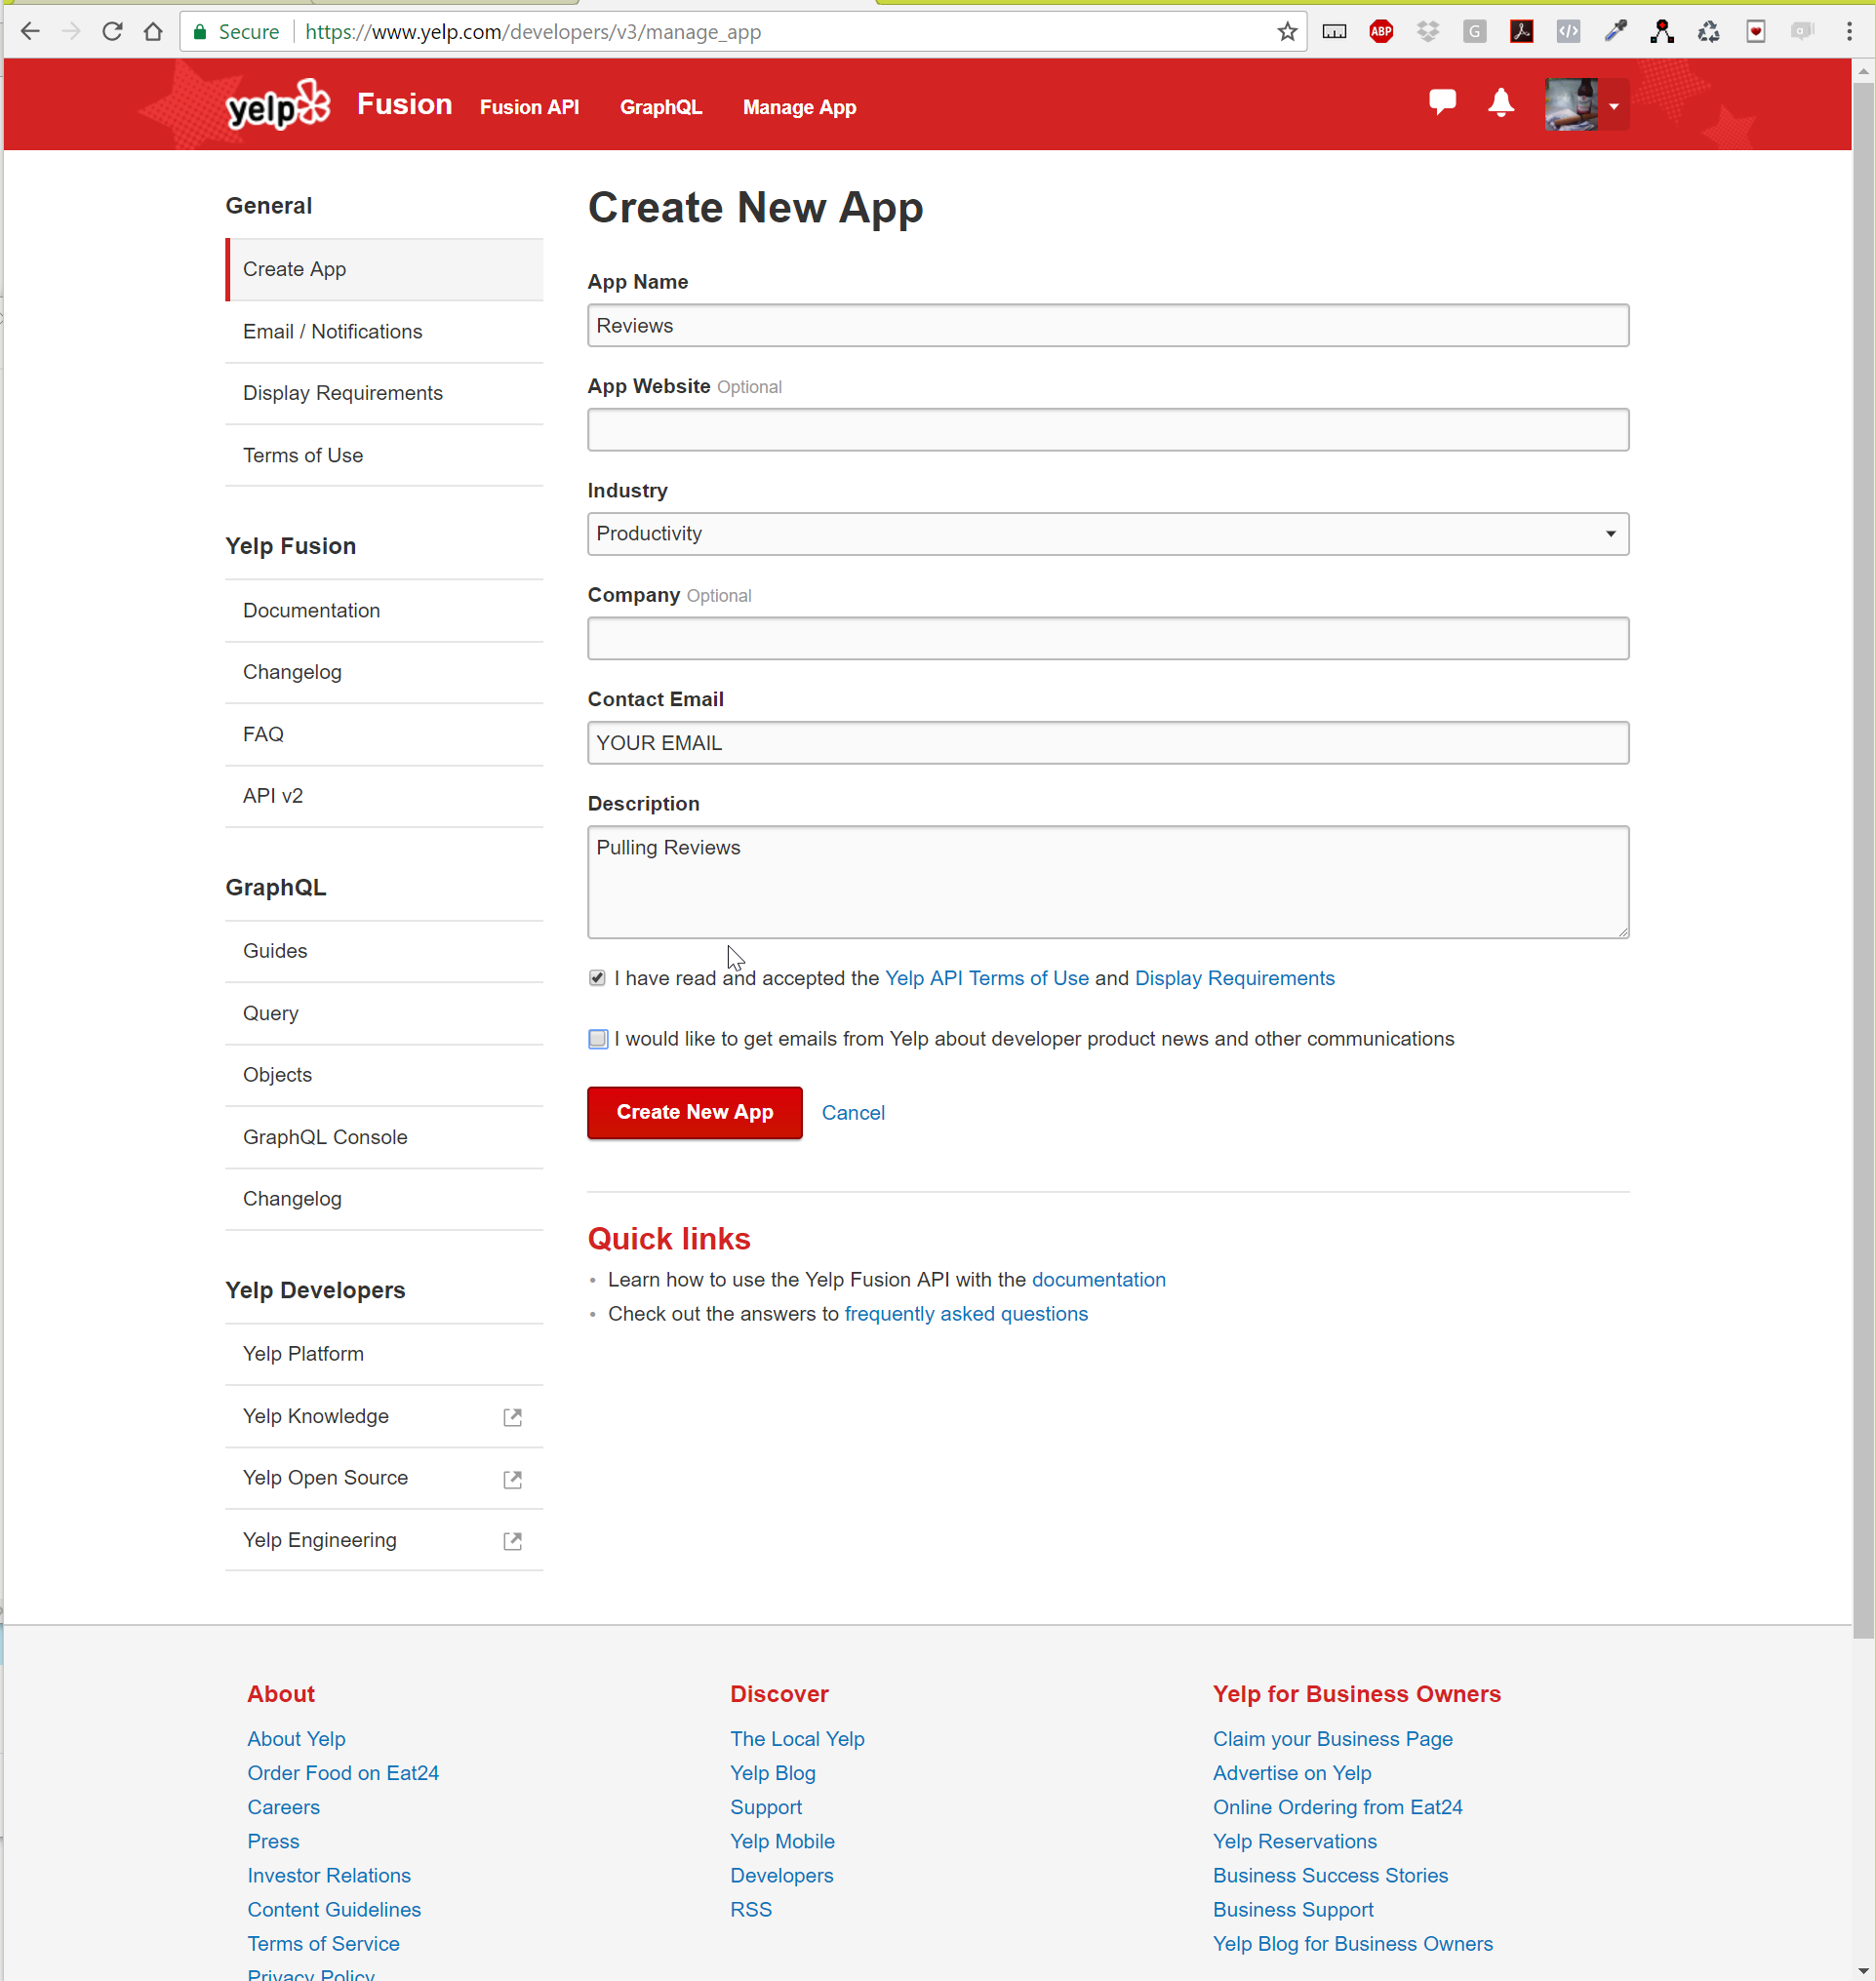 Secure https://www.yelp.com/developers/v3/manage_app
ABP
G
yelp Fusion Fusion API GraphQL Manage App
General
Create App
Email / Notifications
Display Requirements
Terms of Use
Yelp Fusion
Documentation
Changelog
FAQ
API v2
GraphQL
Guides
Query
Objects
GraphQL Console
Changelog
Yelp Developers
Yelp Platform
Yelp Knowledge
Yelp Open Source
Yelp Engineering
Create New App
App Name
Reviews
App Website Optional
Industry
Productivity
Company Optional
Contact Email
YOUR EMAIL
Description
Pulling Reviews
I have read and accepted the Yelp API Terms of Use and Display Requirements
I would like to get emails from Yelp about developer product news and other communications
Create New App Cancel
Quick links
• Learn how to use the Yelp Fusion API with the documentation
• Check out the answers to frequently asked questions
About
About Yelp
Order Food on Eat24
Careers
Press
Investor Relations
Content Guidelines
Terms of Service
Privacy Policy
Discover
The Local Yelp
Yelp Blog
Support
Yelp Mobile
Developers
RSS
Yelp for Business Owners
Claim your Business Page
Advertise on Yelp
Online Ordering from Eat24
Yelp Reservations
Business Success Stories
Business Support
Yelp Blog for Business Owners